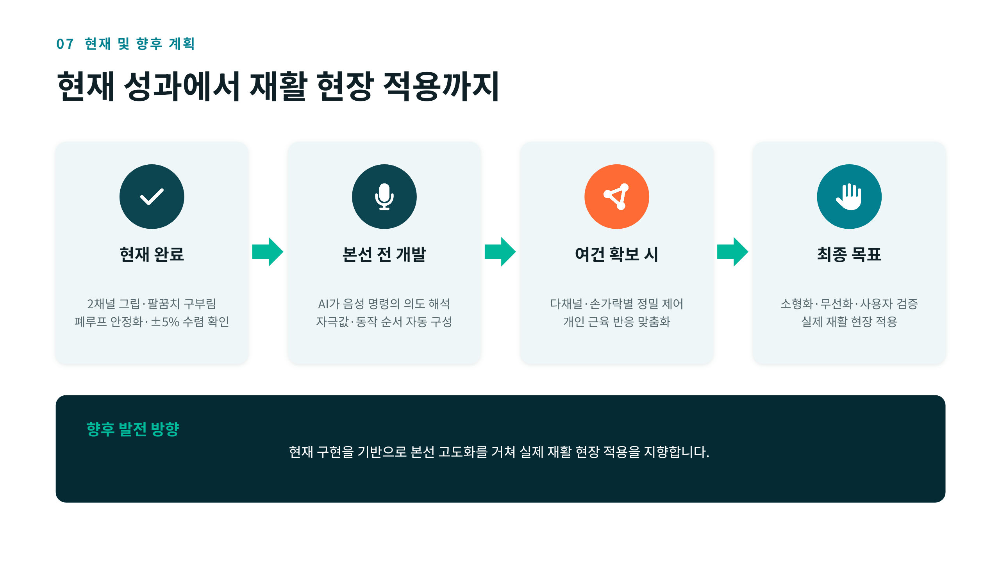 07 현재 및 향후 계획
현재 성과에서 재활 현장 적용까지
현재 완료
2채널 그립·팔꿈치 구부림
폐루프 안정화·±5% 수렴 확인
본선 전 개발
AI가 음성 명령의 의도 해석
자극값·동작 순서 자동 구성
여건 확보 시
다채널·손가락별 정밀 제어
개인 근육 반응 맞춤화
최종 목표
소형화·무선화·사용자 검증
실제 재활 현장 적용
향후 발전 방향
현재 구현을 기반으로 본선 고도화를 거쳐 실제 재활 현장 적용을 지향합니다.